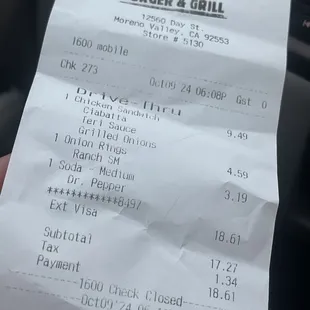 BURGER & GRILL
12560 Day St.
Moreno Valley, CA 92553
Store # 5130
1600 mobile
Chk 273 Oct09'24 06:08P Gst 0
Drive-Thru
1 Chicken Sandwich 9.49
Ciabatta
Teri Sauce
Grilled Onions
1 Onion Rings 4.59
Ranch SM
1 Soda - Medium 3.19
Dr. Pepper
************8497
Ext Visa 18.61
Subtotal 17.27
Tax 1.34
Payment 18.61
----1600 Check Closed----
Oct09'24